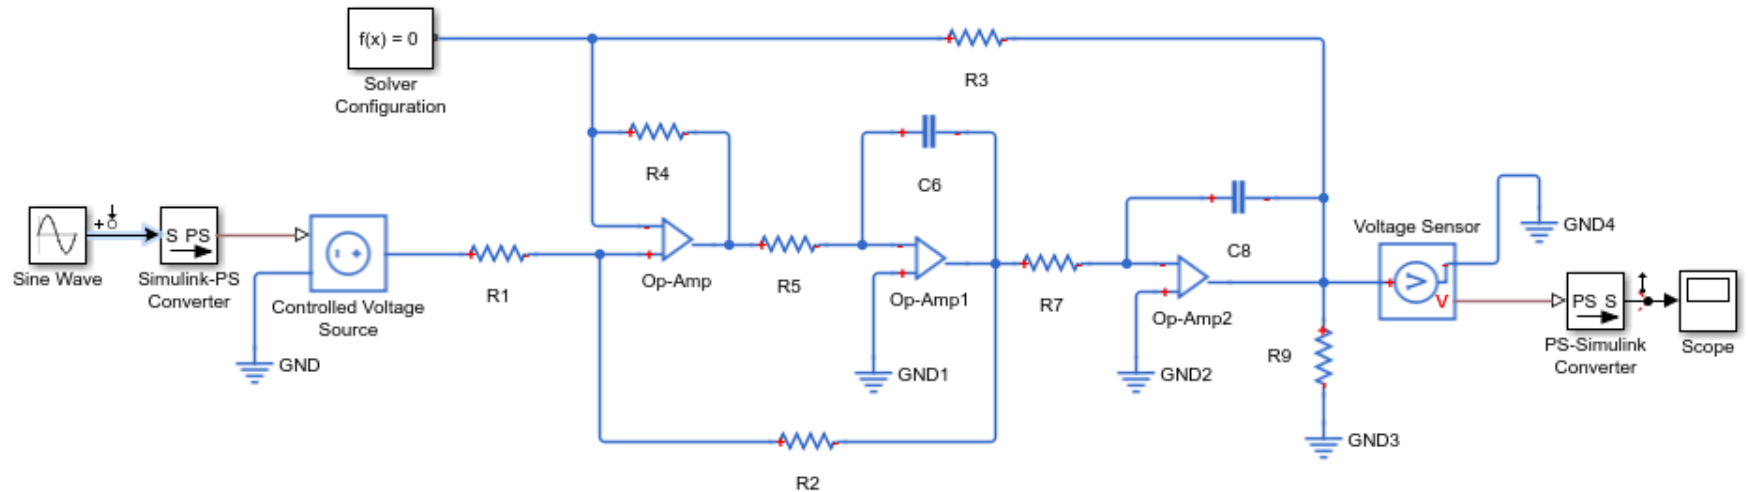 f(x) = 0
Solver
Configuration
R3
R4
C6
Sine Wave
S PS
Simulink-PS
Converter
Controlled Voltage
Source
GND
R1
Op-Amp
R5
Op-Amp1
GND1
R2
R7
C8
Op-Amp2
GND2
R9
GND3
Voltage Sensor
V
V
GND4
PS S
PS-Simulink
Converter
Scope